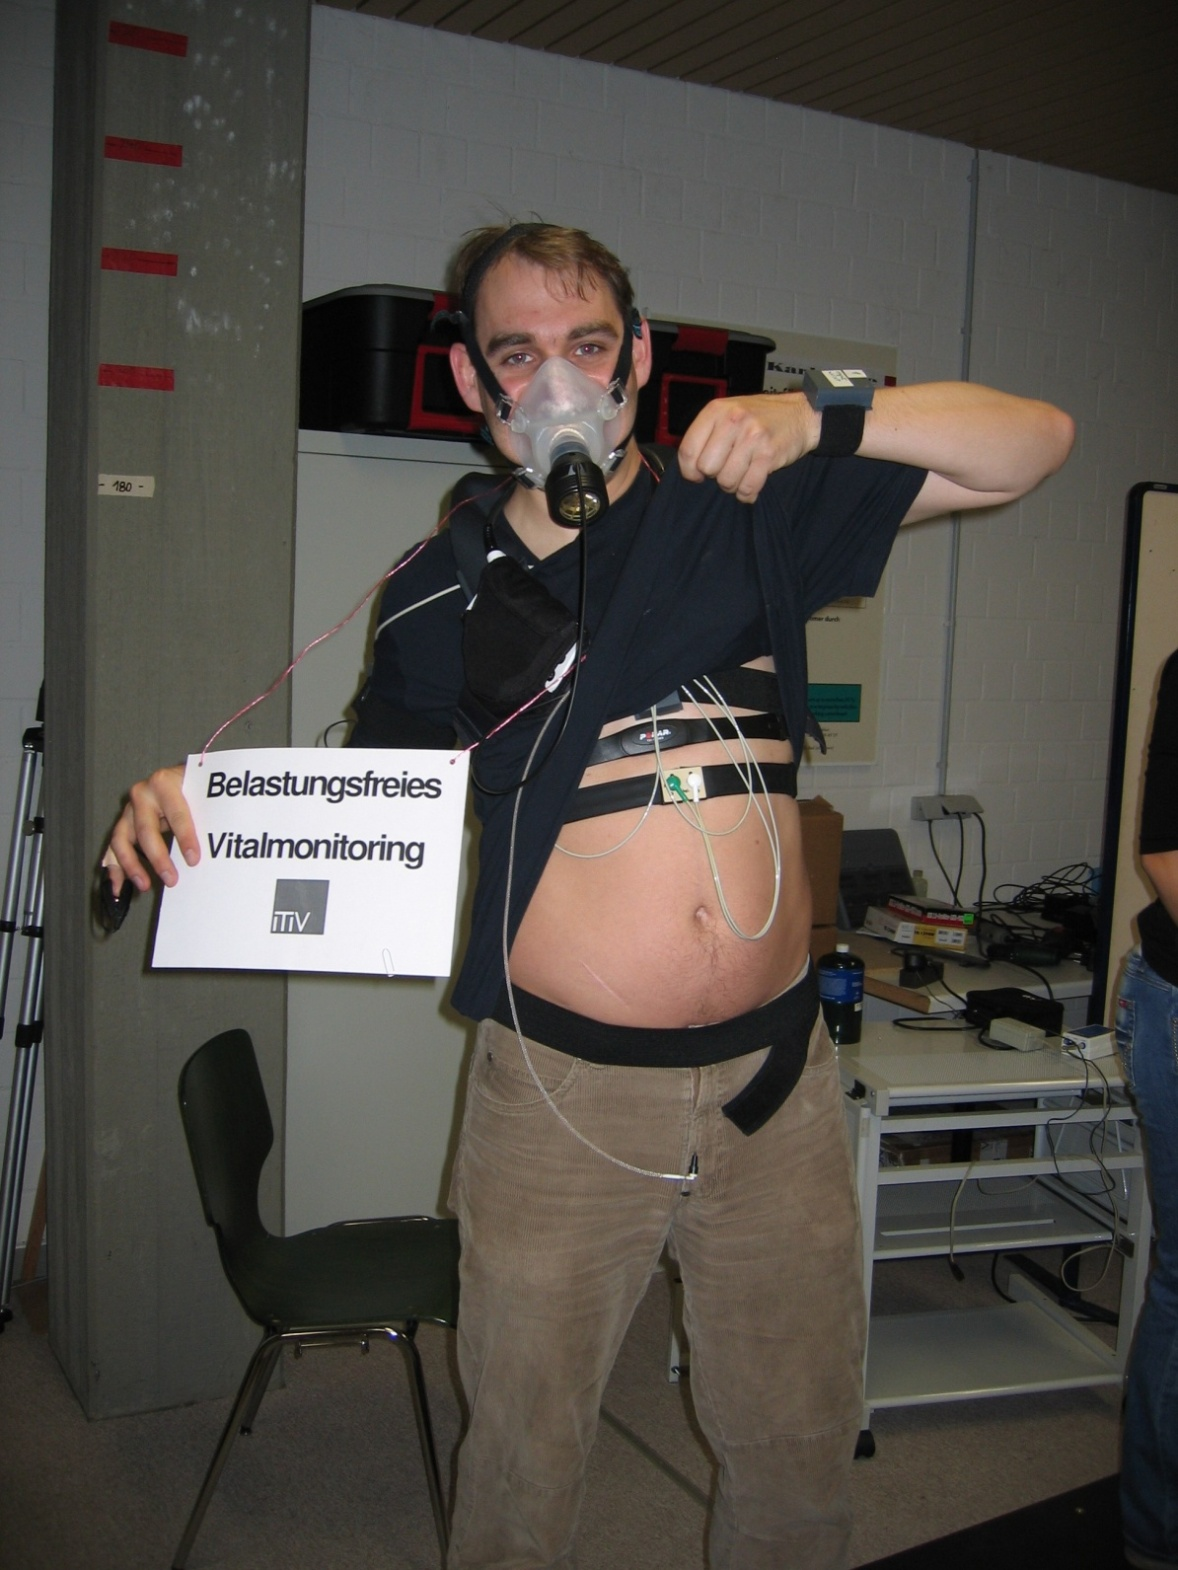 - 180 -
POLAR
Belastungsfreies
Vitalmonitoring
iTiV